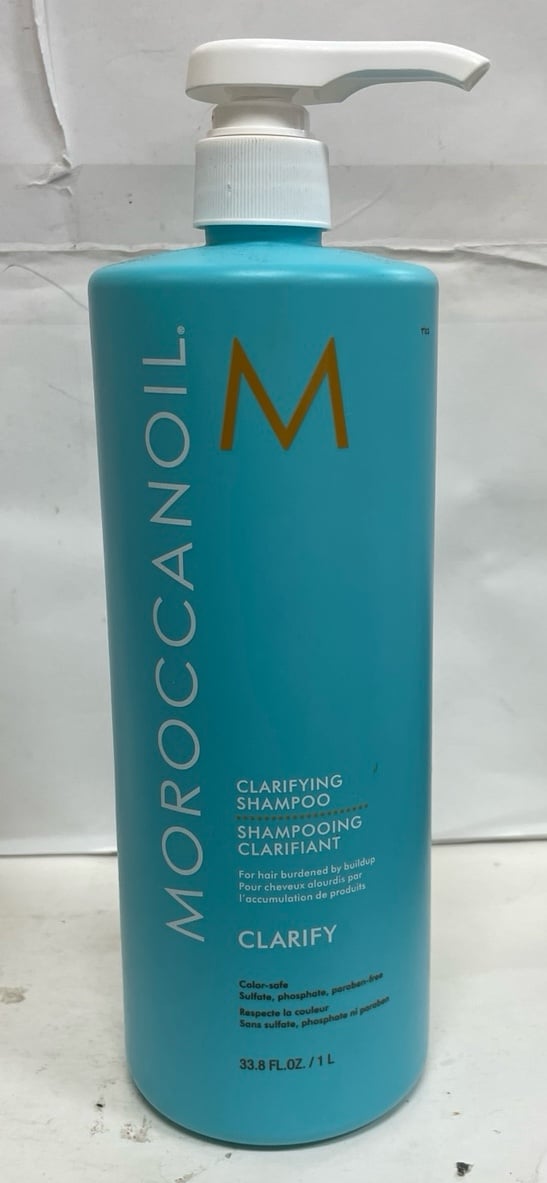 MOROCCANOIL®
M
CLARIFYING
SHAMPOO
SHAMPOOING
CLARIFIANT
For hair burdened by buildup
Pour cheveux alourdis par
l'accumulation de produits
CLARIFY
Color-safe
Sulfate, phosphate, paraben-free
Respecte la couleur
Sans sulfate, phosphate ni paraben
33.8 FL.OZ. / 1 L